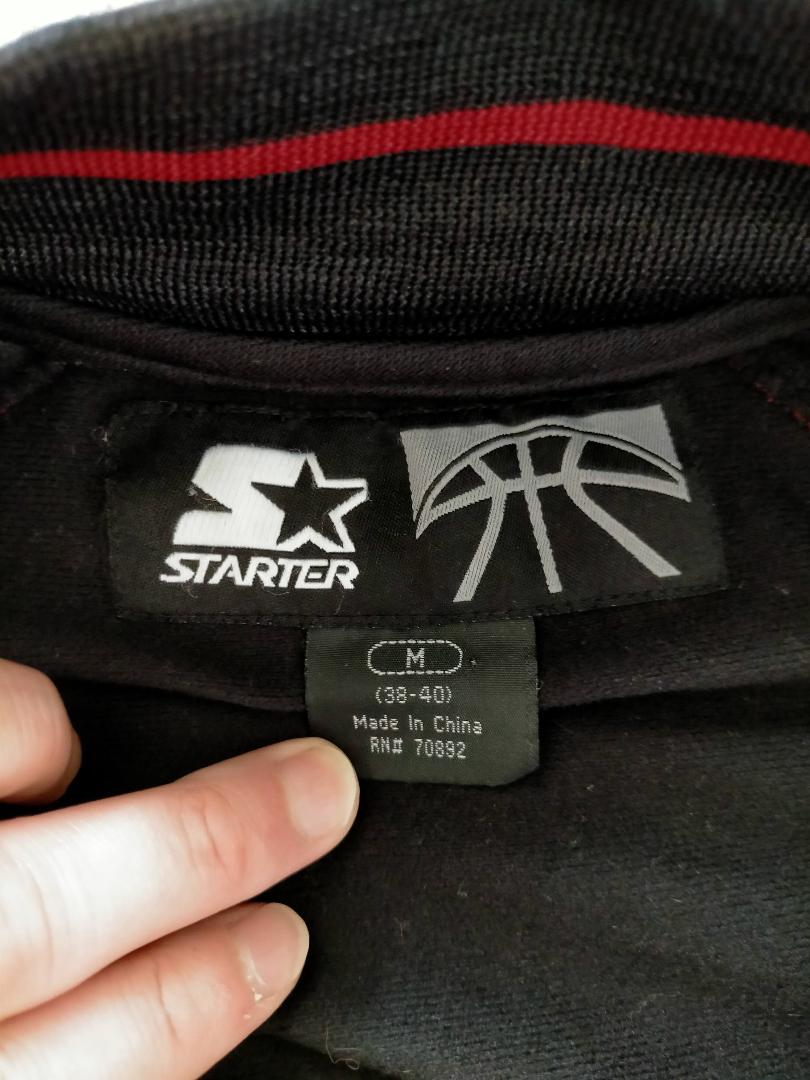 STARTER
M
(38-40)
Made In China
RN# 70892